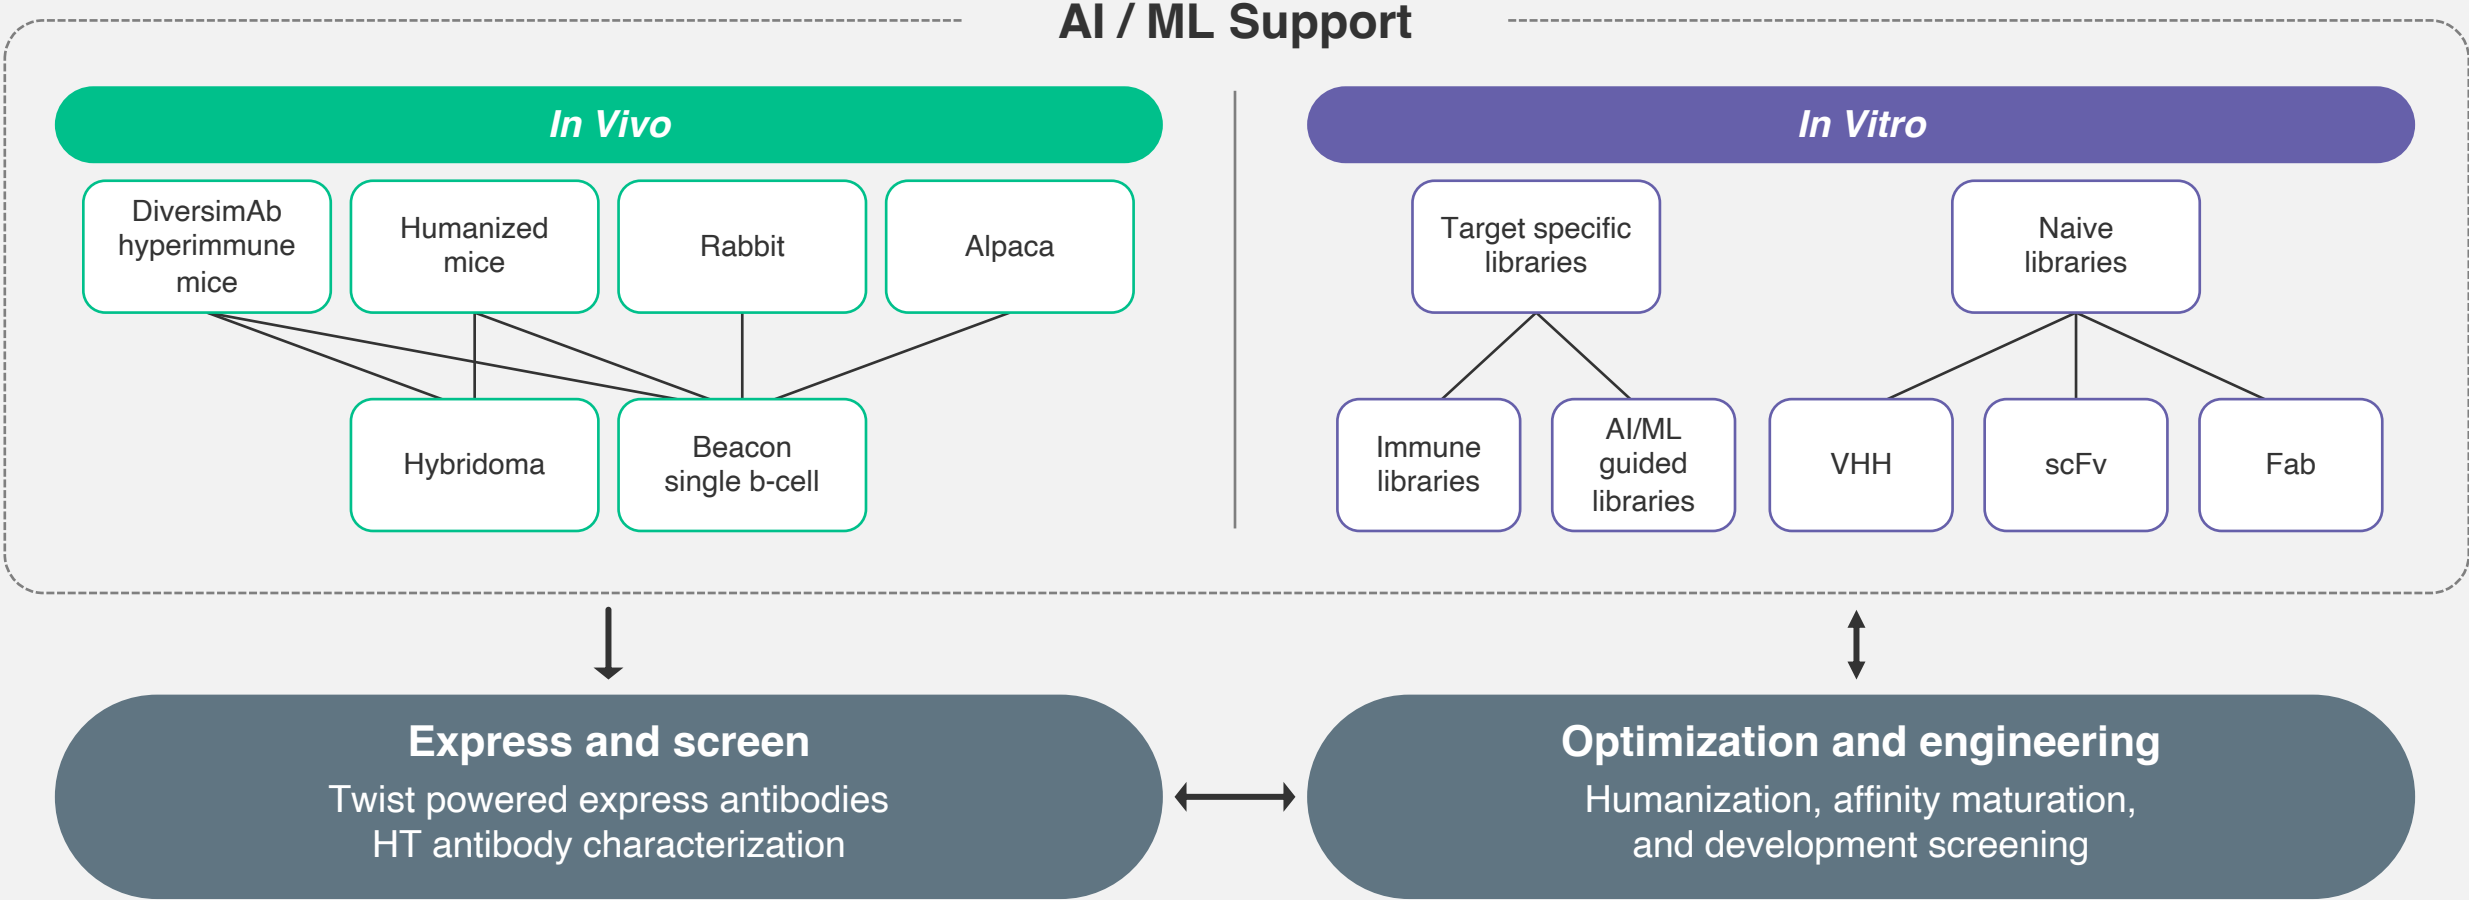 AI / ML Support
In Vivo
In Vitro
DiversimAb
hyperimmune
mice
Humanized
mice
Rabbit
Alpaca
Target specific
libraries
Naive
libraries
Hybridoma
Beacon
single b-cell
Immune
libraries
AI/ML
guided
libraries
VHH
scFv
Fab
Express and screen
Twist powered express antibodies
HT antibody characterization
Optimization and engineering
Humanization, affinity maturation,
and development screening